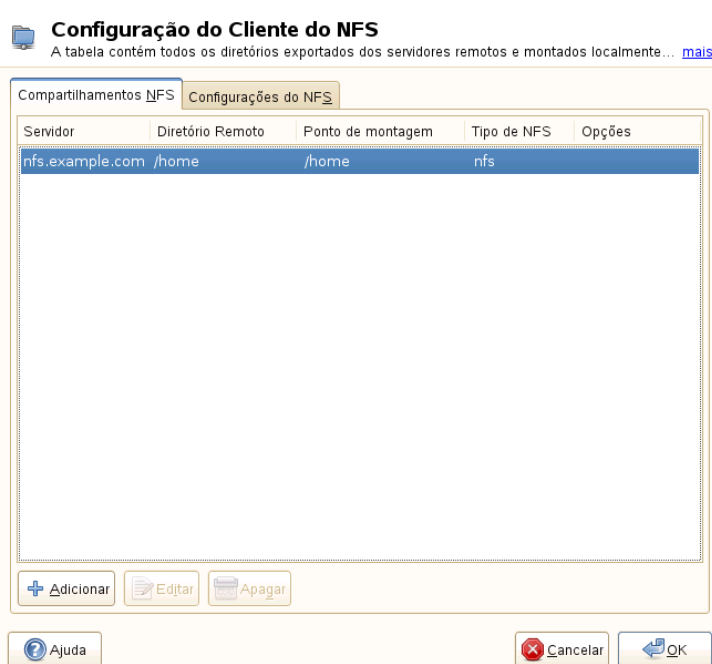 Configuração do Cliente do NFS
A tabela contém todos os diretórios exportados dos servidores remotos e montados localmente... mais
Compartilhamentos NFS Configurações do NFS
Servidor Diretório Remoto Ponto de montagem Tipo de NFS Opções
nfs.example.com /home /home nfs
Adicionar Editar Apagar
Ajuda Cancelar OK